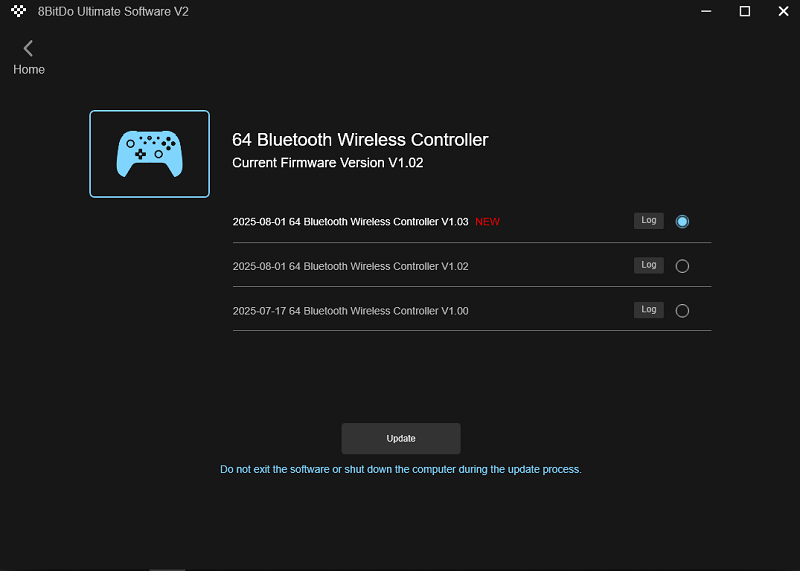 8BitDo Ultimate Software V2
Home
64 Bluetooth Wireless Controller
Current Firmware Version V1.02
2025-08-01 64 Bluetooth Wireless Controller V1.03 NEW Log
2025-08-01 64 Bluetooth Wireless Controller V1.02 Log
2025-07-17 64 Bluetooth Wireless Controller V1.00 Log
Update
Do not exit the software or shut down the computer during the update process.